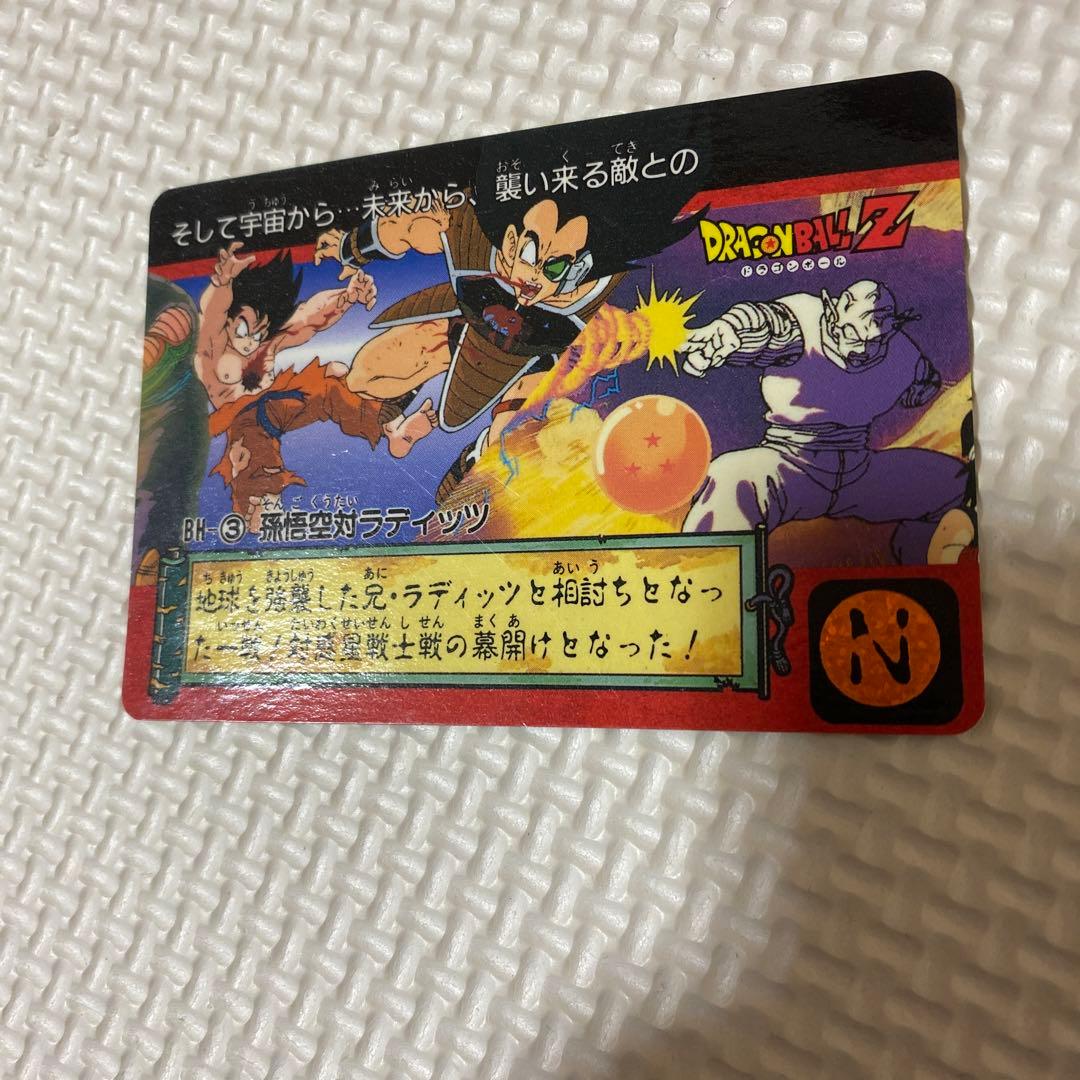 そして宇宙から…未来から、襲い来る敵との
DRAGON BALL Z
ドラゴンボール
BH-③ 孫悟空対ラディッツ
地球を強襲した兄・ラディッツと相討ちとなっ
た一戦!対惑星戦士戦の幕開けとなった!